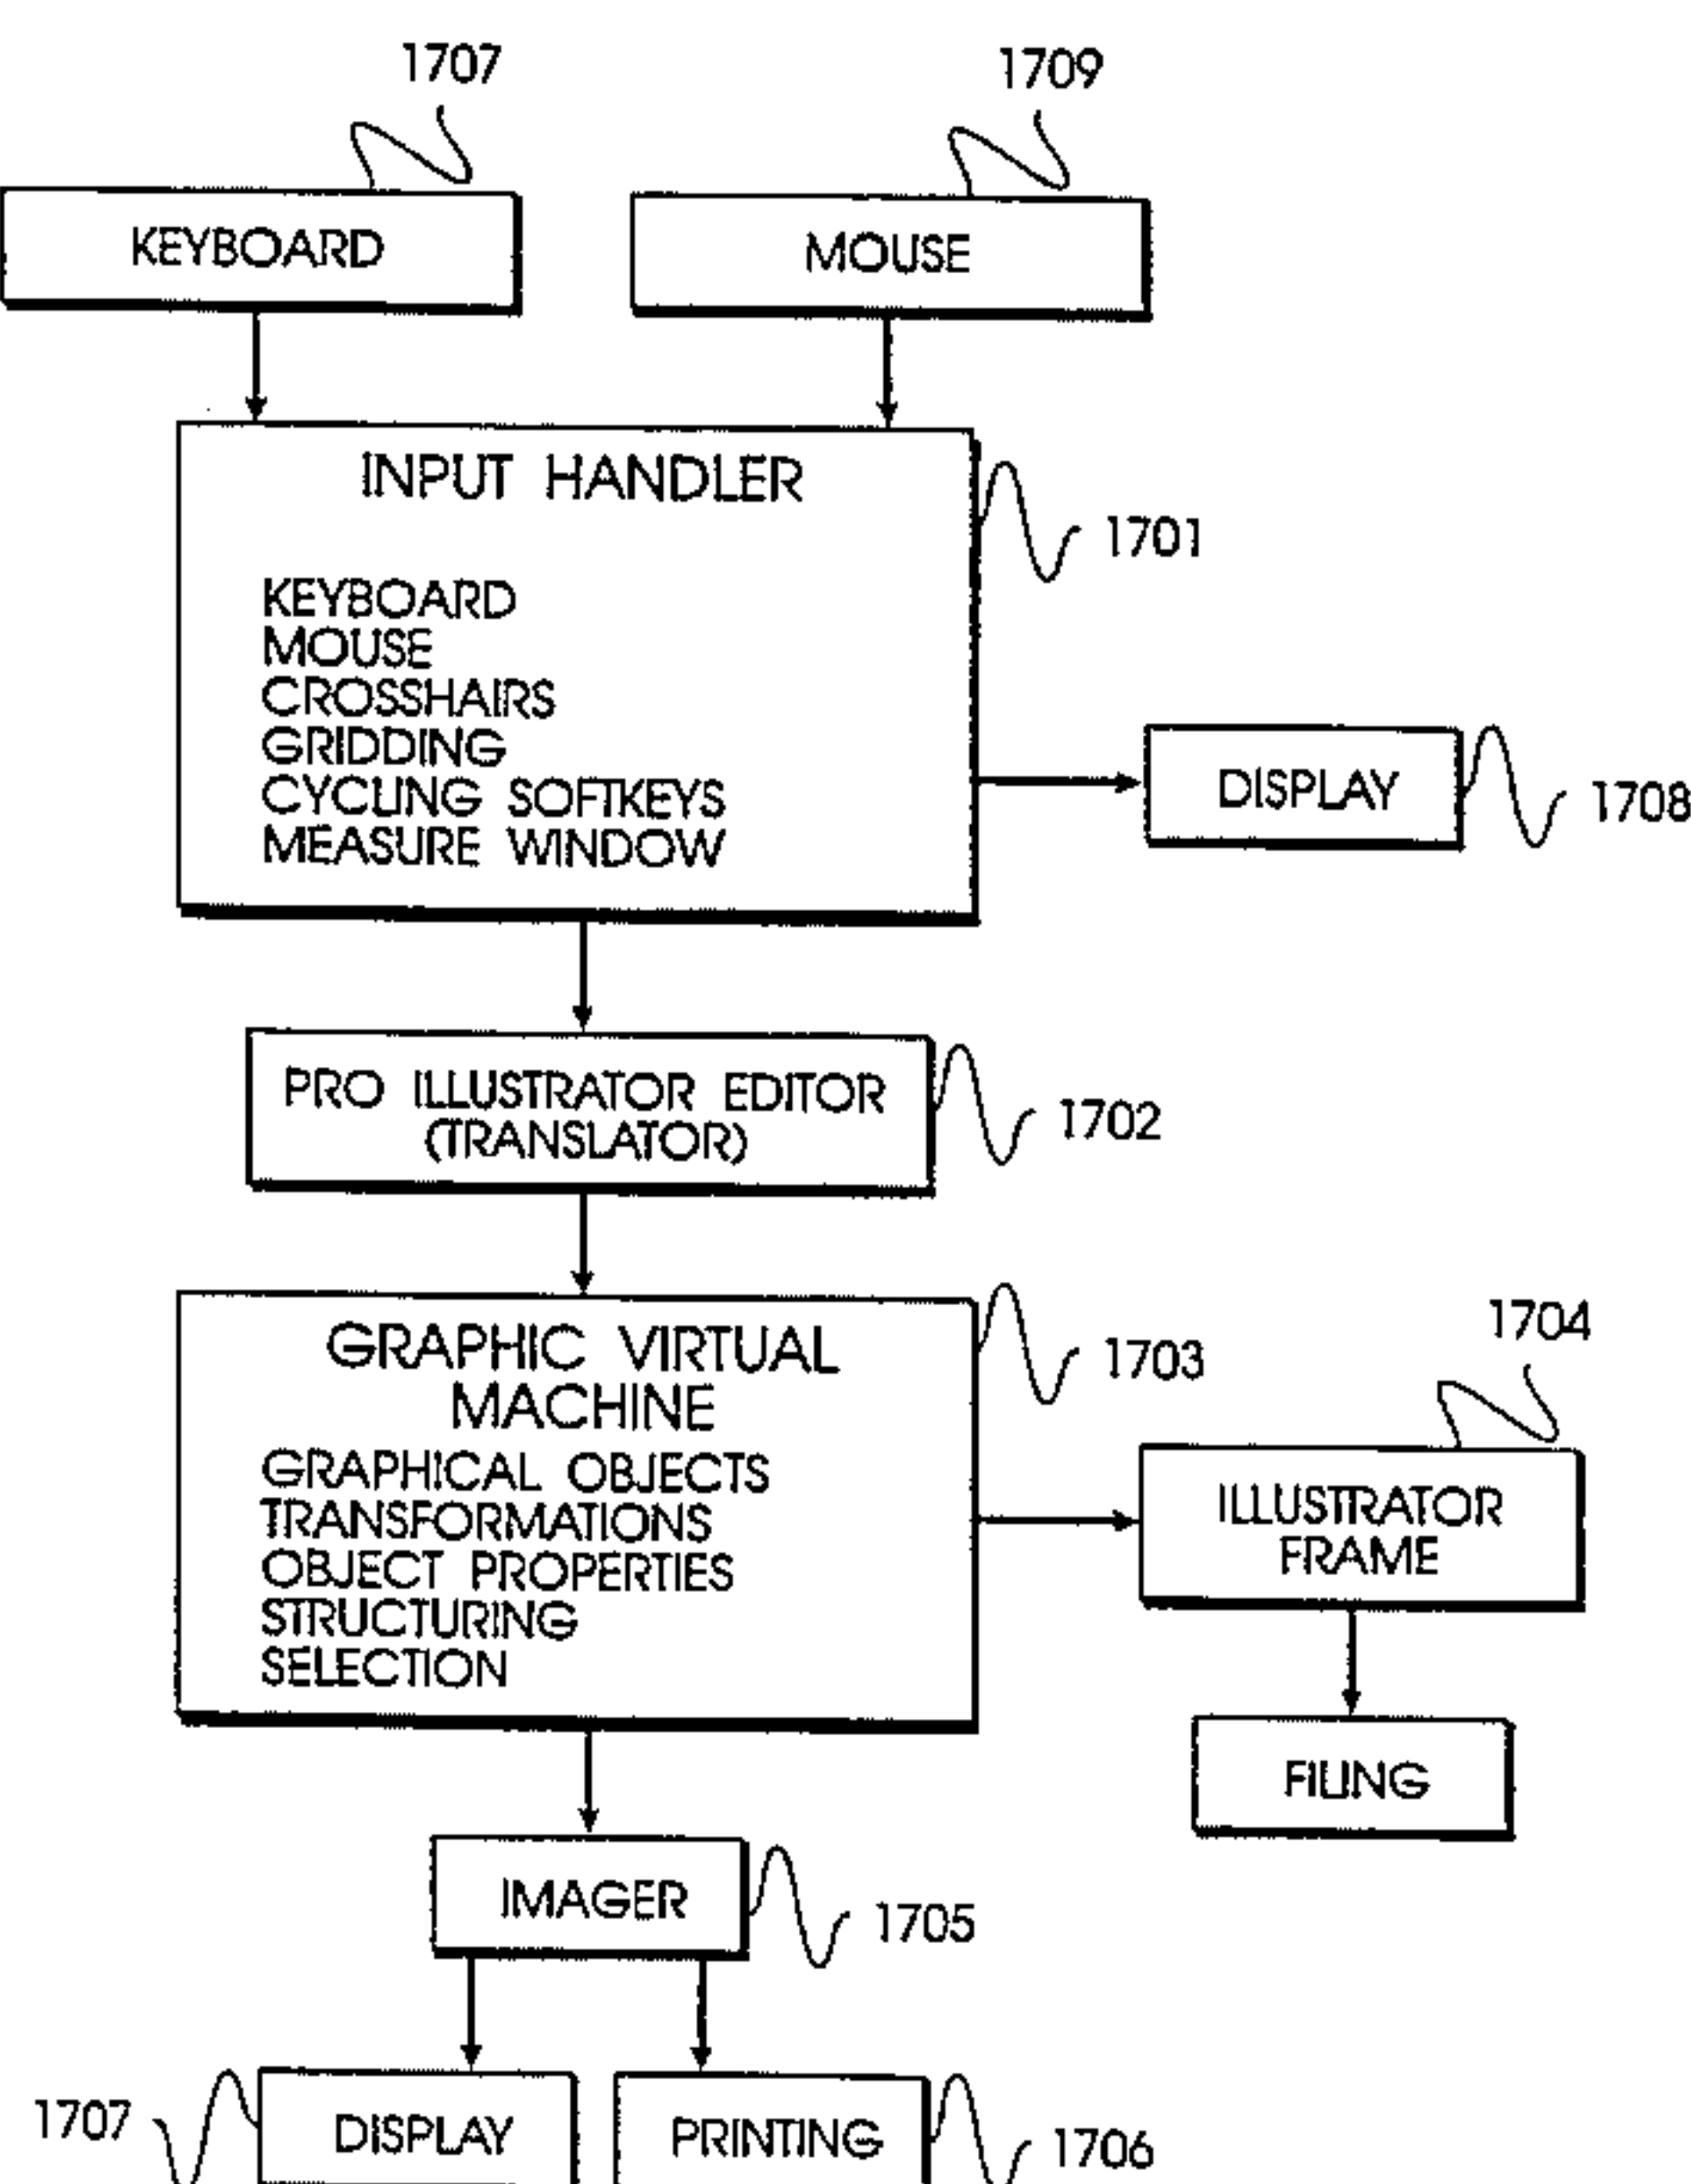 1707
1709
KEYBOARD
MOUSE
INPUT HANDLER
1701
KEYBOARD
MOUSE
CROSSHAIRS
GRIDDING
CYCLING SOFTKEYS
MEASURE WINDOW
DISPLAY
1708
PRO ILLUSTRATOR EDITOR
(TRANSLATOR)
1702
GRAPHIC VIRTUAL
MACHINE
1703
GRAPHICAL OBJECTS
TRANSFORMATIONS
OBJECT PROPERTIES
STRUCTURING
SELECTION
1704
ILLUSTRATOR
FRAME
FILING
IMAGER
1705
1707
DISPLAY
PRINTING
1706